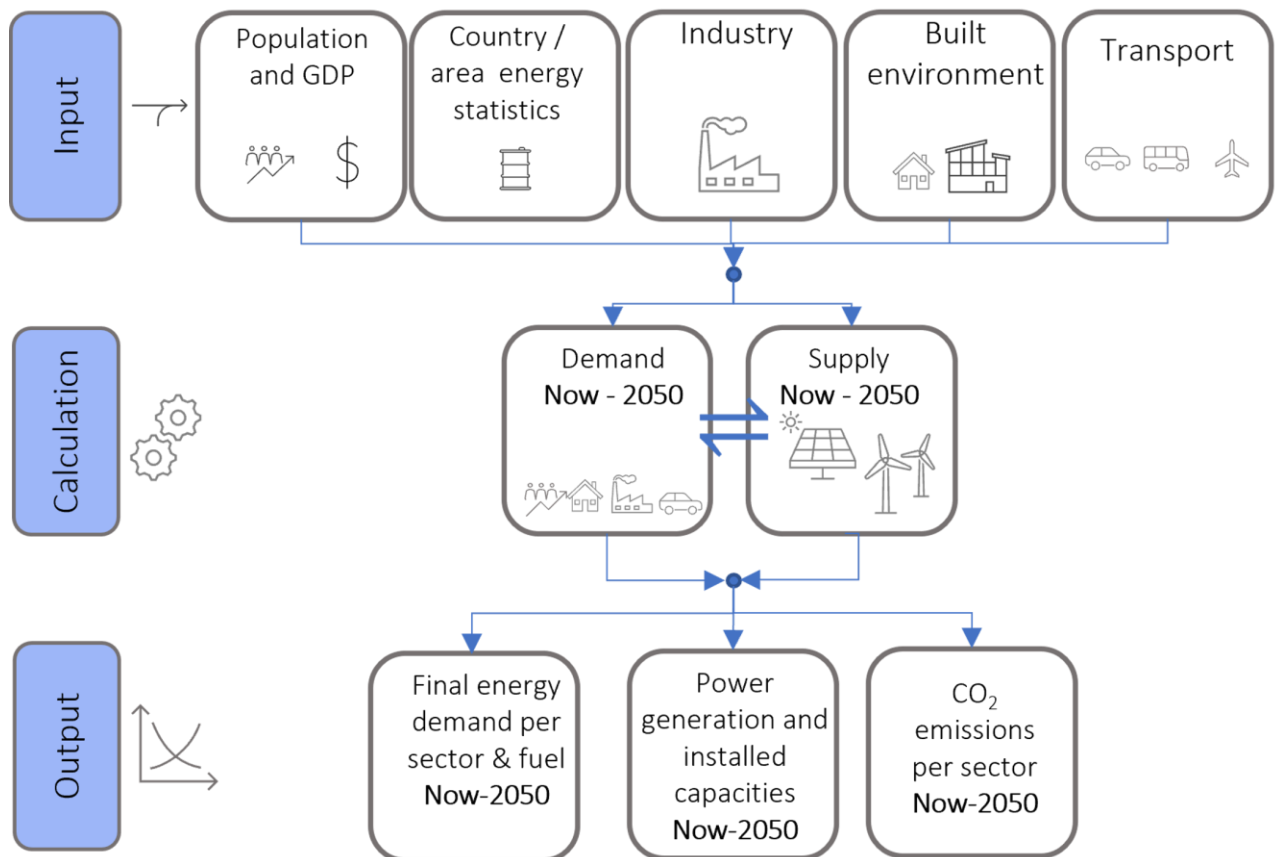 Input
Population
and GDP
$
Country /
area energy
statistics
Industry
Built
environment
Transport
Calculation
Demand
Now - 2050
Supply
Now - 2050
Output
Final energy
demand per
sector & fuel
Now-2050
Power
generation and
installed
capacities
Now-2050
CO₂
emissions
per sector
Now-2050